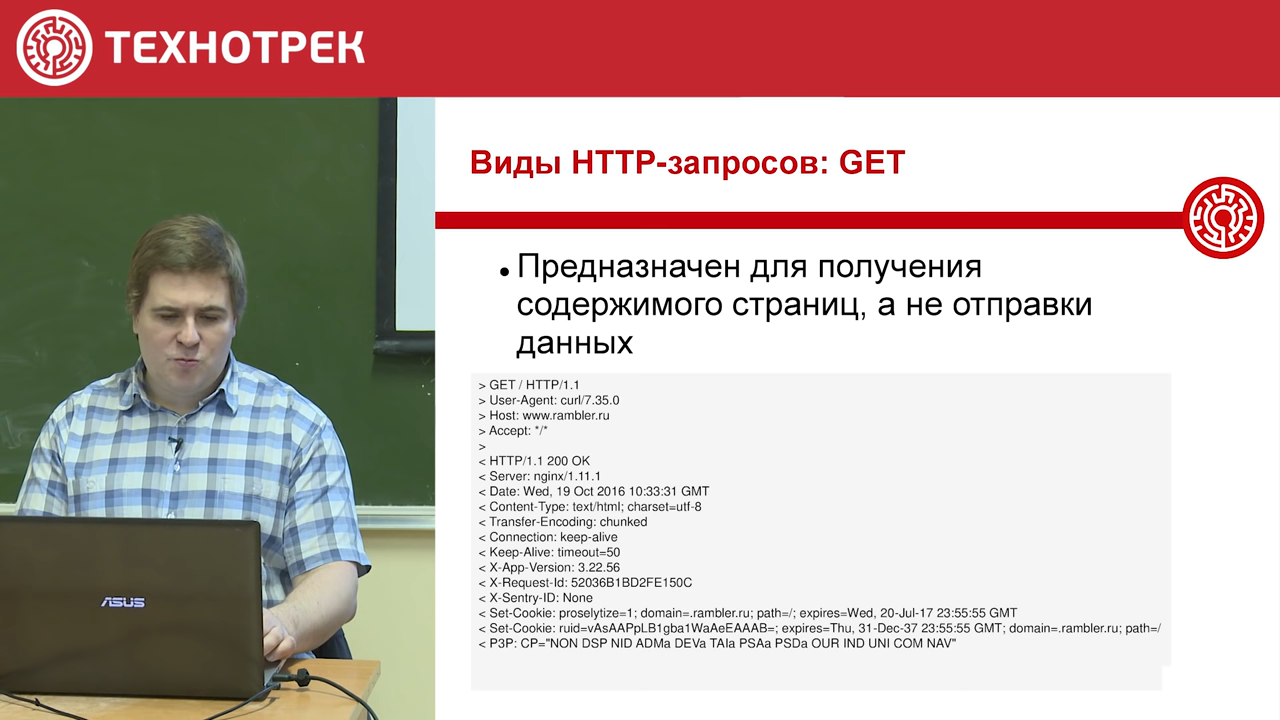 ТЕХНОТРЕК
Виды HTTP-запросов: GET
Предназначен для получения
содержимого страниц, а не отправки
данных
> GET / HTTP/1.1
> User-Agent: curl/7.35.0
> Host: www.rambler.ru
> Accept: */*
>
< HTTP/1.1 200 OK
< Server: nginx/1.11.1
< Date: Wed, 19 Oct 2016 10:33:31 GMT
< Content-Type: text/html; charset=utf-8
< Transfer-Encoding: chunked
< Connection: keep-alive
< Keep-Alive: timeout=50
< X-App-Version: 3.22.56
< X-Request-Id: 52036B1BD2FE150C
< X-Sentry-ID: None
< Set-Cookie: proselytize=1; domain=.rambler.ru; path=/; expires=Wed, 20-Jul-17 23:55:55 GMT
< Set-Cookie: ruid=vAsAAPpLB1gba1WaAeEAAAB=; expires=Thu, 31-Dec-37 23:55:55 GMT; domain=.rambler.ru; path=/
< P3P: CP="NON DSP NID ADMa DEVa TAIa PSAa PSDa OUR IND UNI COM NAV"
ASUS